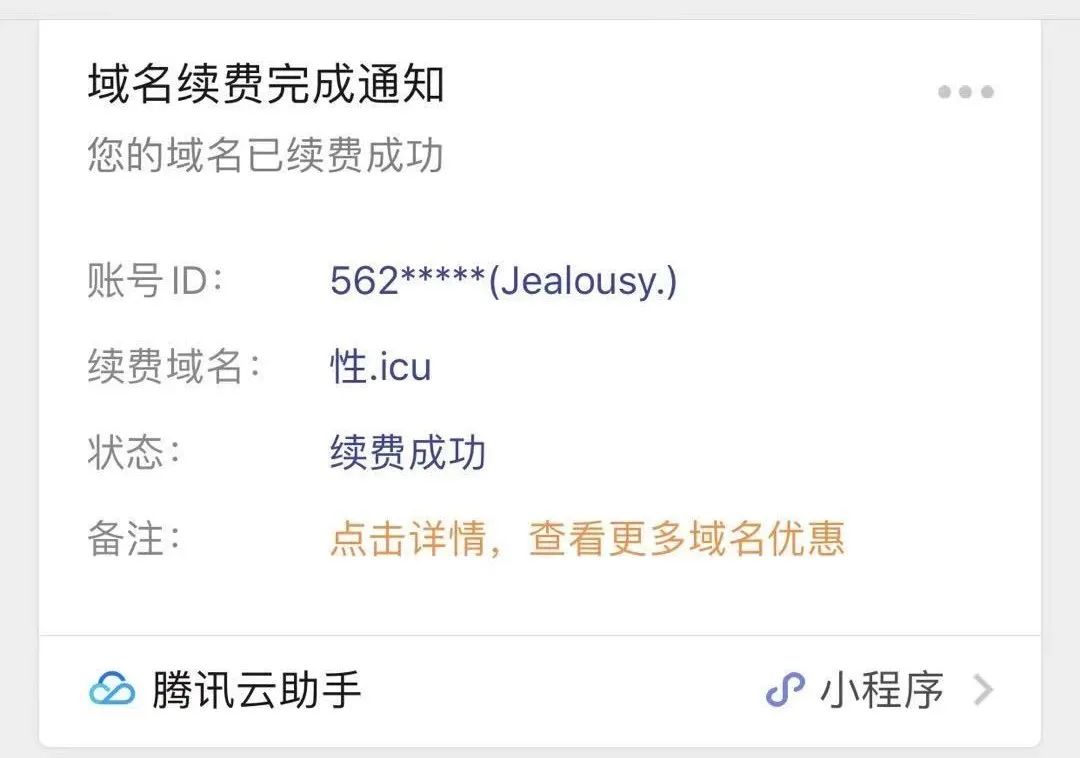 域名续费完成通知
您的域名已续费成功
账号ID： 562*****(Jealousy.)
续费域名： 性.icu
状态： 续费成功
备注： 点击详情，查看更多域名优惠
腾讯云助手 小程序